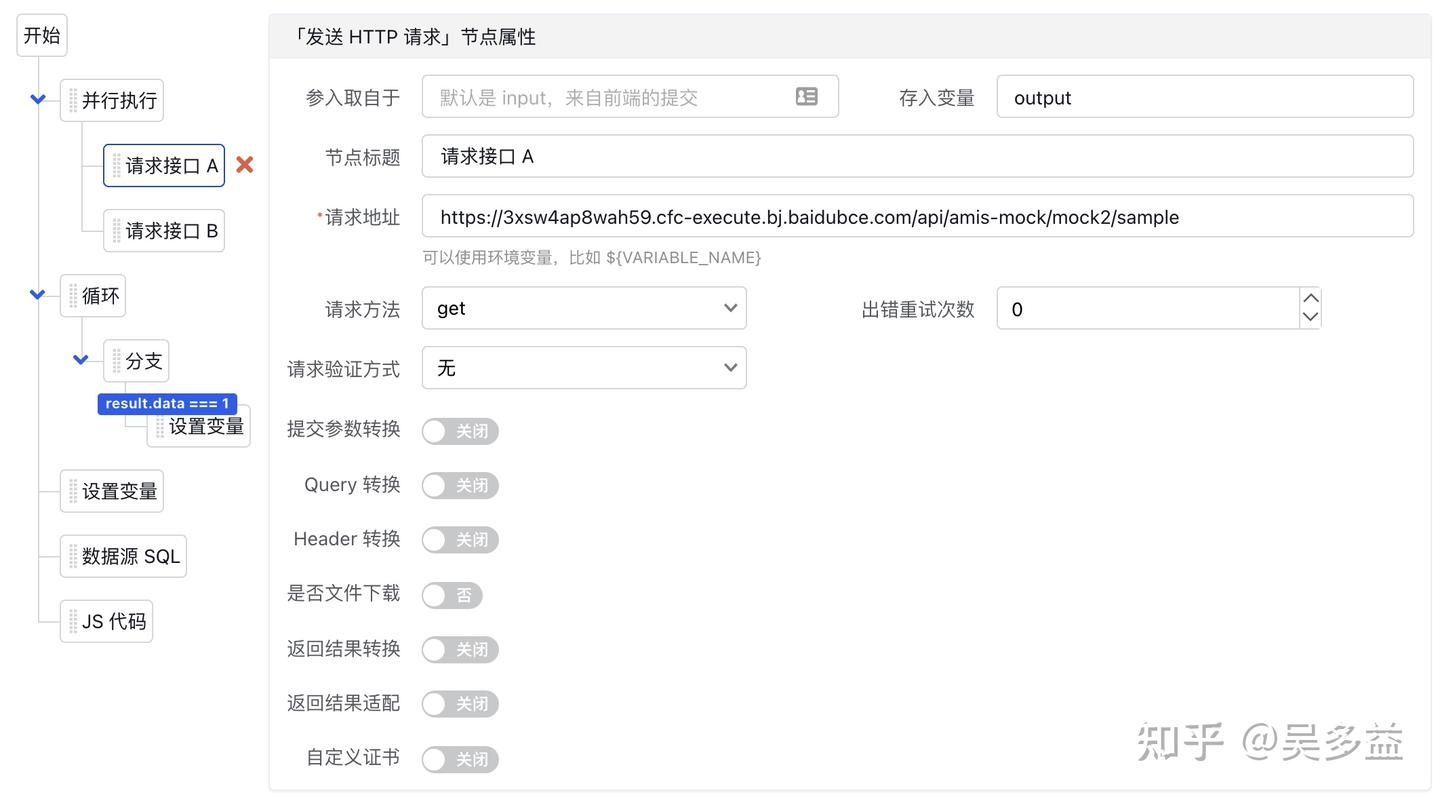 开始
并行执行
请求接口 A
请求接口 B
循环
分支
result.data === 1
设置变量
设置变量
数据源 SQL
JS 代码
「发送 HTTP 请求」节点属性
参入取自于 默认是 input，来自前端的提交 存入变量 output
节点标题 请求接口 A
*请求地址 https://3xsw4ap8wah59.cfc-execute.bj.baidubce.com/api/amis-mock/mock2/sample
可以使用环境变量，比如 ${VARIABLE_NAME}
请求方法 get 出错重试次数 0
请求验证方式 无
提交参数转换 关闭
Query 转换 关闭
Header 转换 关闭
是否文件下载 否
返回结果转换 关闭
返回结果适配 关闭
自定义证书 关闭
知乎 @吴多益